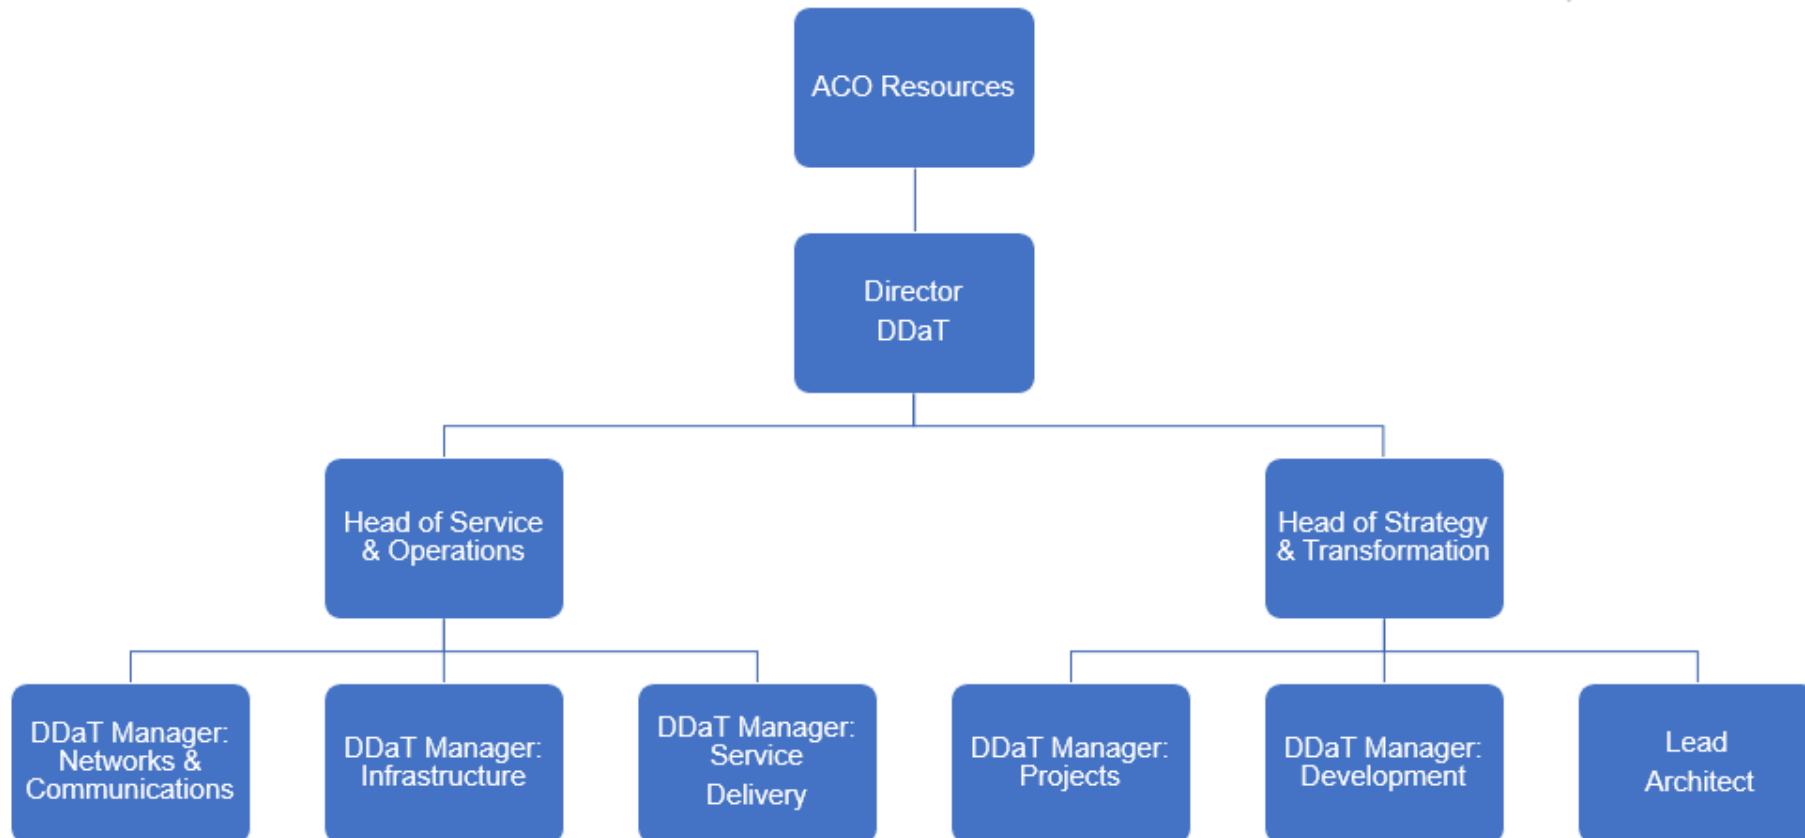 ACO Resources
Director
DDaT
Head of Service
& Operations
Head of Strategy
& Transformation
DDaT Manager:
Networks &
Communications
DDaT Manager:
Infrastructure
DDaT Manager:
Service
Delivery
DDaT Manager:
Projects
DDaT Manager:
Development
Lead
Architect